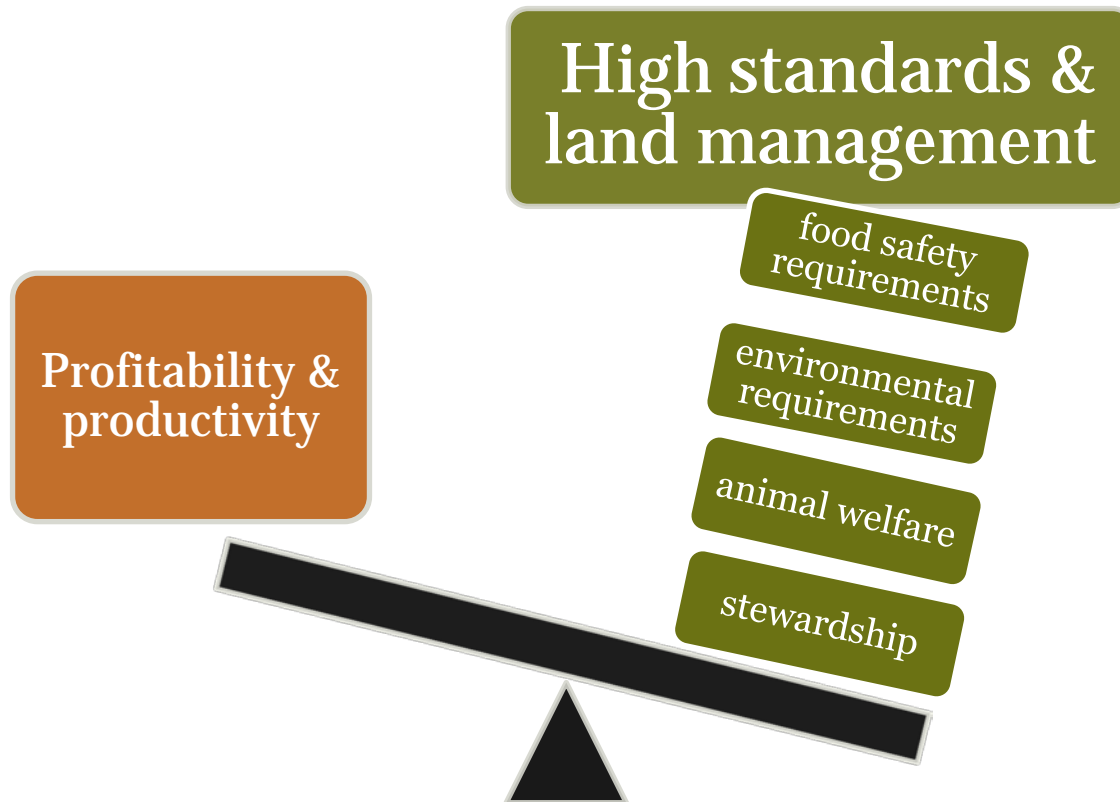 High standards &
land management
food safety
requirements
Profitability &
productivity
environmental
requirements
animal welfare
stewardship